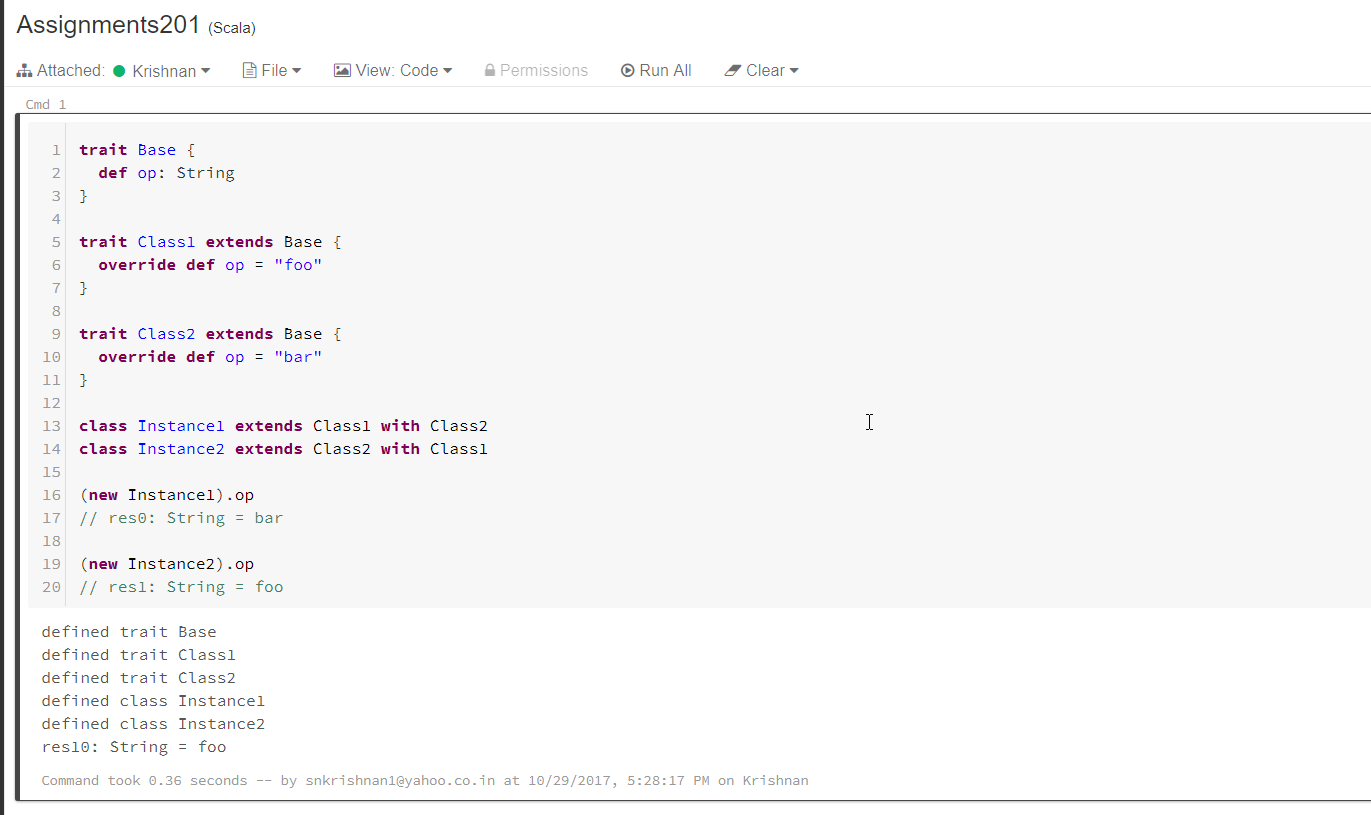 Assignments201 (Scala)
Attached: Krishnan File View: Code Permissions Run All Clear
Cmd 1
1 trait Base {
2   def op: String
3 }
4
5 trait Class1 extends Base {
6   override def op = "foo"
7 }
8
9 trait Class2 extends Base {
10   override def op = "bar"
11 }
12
13 class Instance1 extends Class1 with Class2
14 class Instance2 extends Class2 with Class1
15
16 (new Instance1).op
17 // res0: String = bar
18
19 (new Instance2).op
20 // res1: String = foo
defined trait Base
defined trait Class1
defined trait Class2
defined class Instance1
defined class Instance2
res10: String = foo
Command took 0.36 seconds -- by snkrishnan1@yahoo.co.in at 10/29/2017, 5:28:17 PM on Krishnan